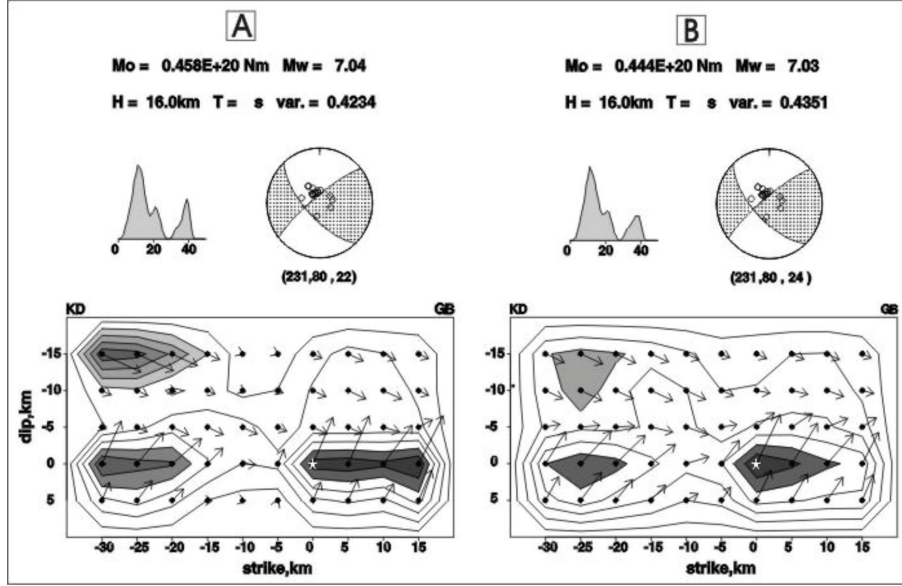 A
Mo = 0.458E+20 Nm Mw = 7.04
H = 16.0km T = s var. = 0.4234
0 20 40
(231,80 , 22)
KD GB
-15
-10
-5
0
5
dip,km
-30 -25 -20 -15 -10 -5 0 5 10 15
strike,km
B
Mo = 0.444E+20 Nm Mw = 7.03
H = 16.0km T = s var. = 0.4351
0 20 40
(231,80 , 24 )
KD GB
-15
-10
-5
0
5
-30 -25 -20 -15 -10 -5 0 5 10 15
strike,km